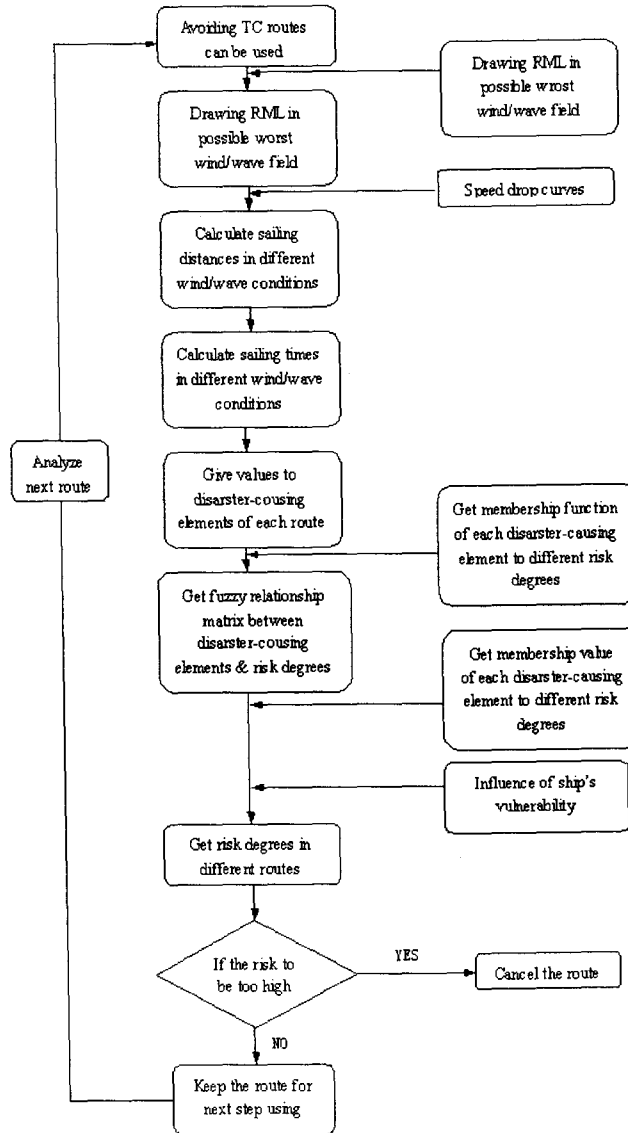 Avoiding TC routes
can be used
Drawing RML in
possible wrost
wind/wave field
Drawing RML in
possible worst
wind/wave field
Speed drop curves
Calculate sailing
distances in different
wind/wave conditions
Calculate sailing times
in different wind/wave
conditions
Analyze
next route
Give values to
disarster-cousing
elements of each route
Get membership function
of each disarster-causing
element to different risk
degrees
Get fuzzy relationship
matrix between
disarster-cousing
elements & risk degrees
Get membership value
of each disarster-causing
element to different risk
degrees
Influence of ship's
vulnerability
Get risk degrees in
different routes
If the risk to
be too high
YES
Cancel the route
NO
Keep the route for
next step using